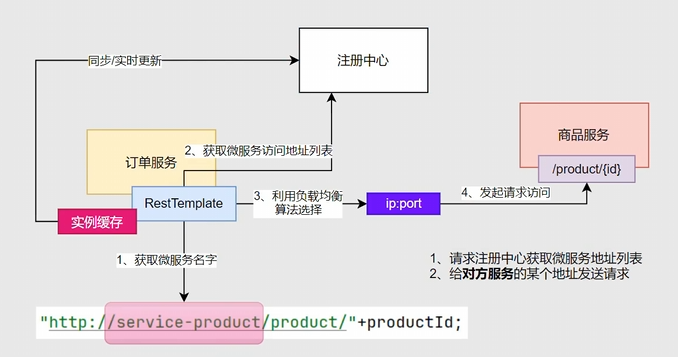 注册中心
同步/实时更新
商品服务
/product/{id}
订单服务
2、获取微服务访问地址列表
RestTemplate
实例缓存
3、利用负载均衡
算法选择
ip:port
4、发起请求访问
1、获取微服务名字
1、请求注册中心获取微服务地址列表
2、给对方服务的某个地址发送请求
"http://service-product/product/"+productId;